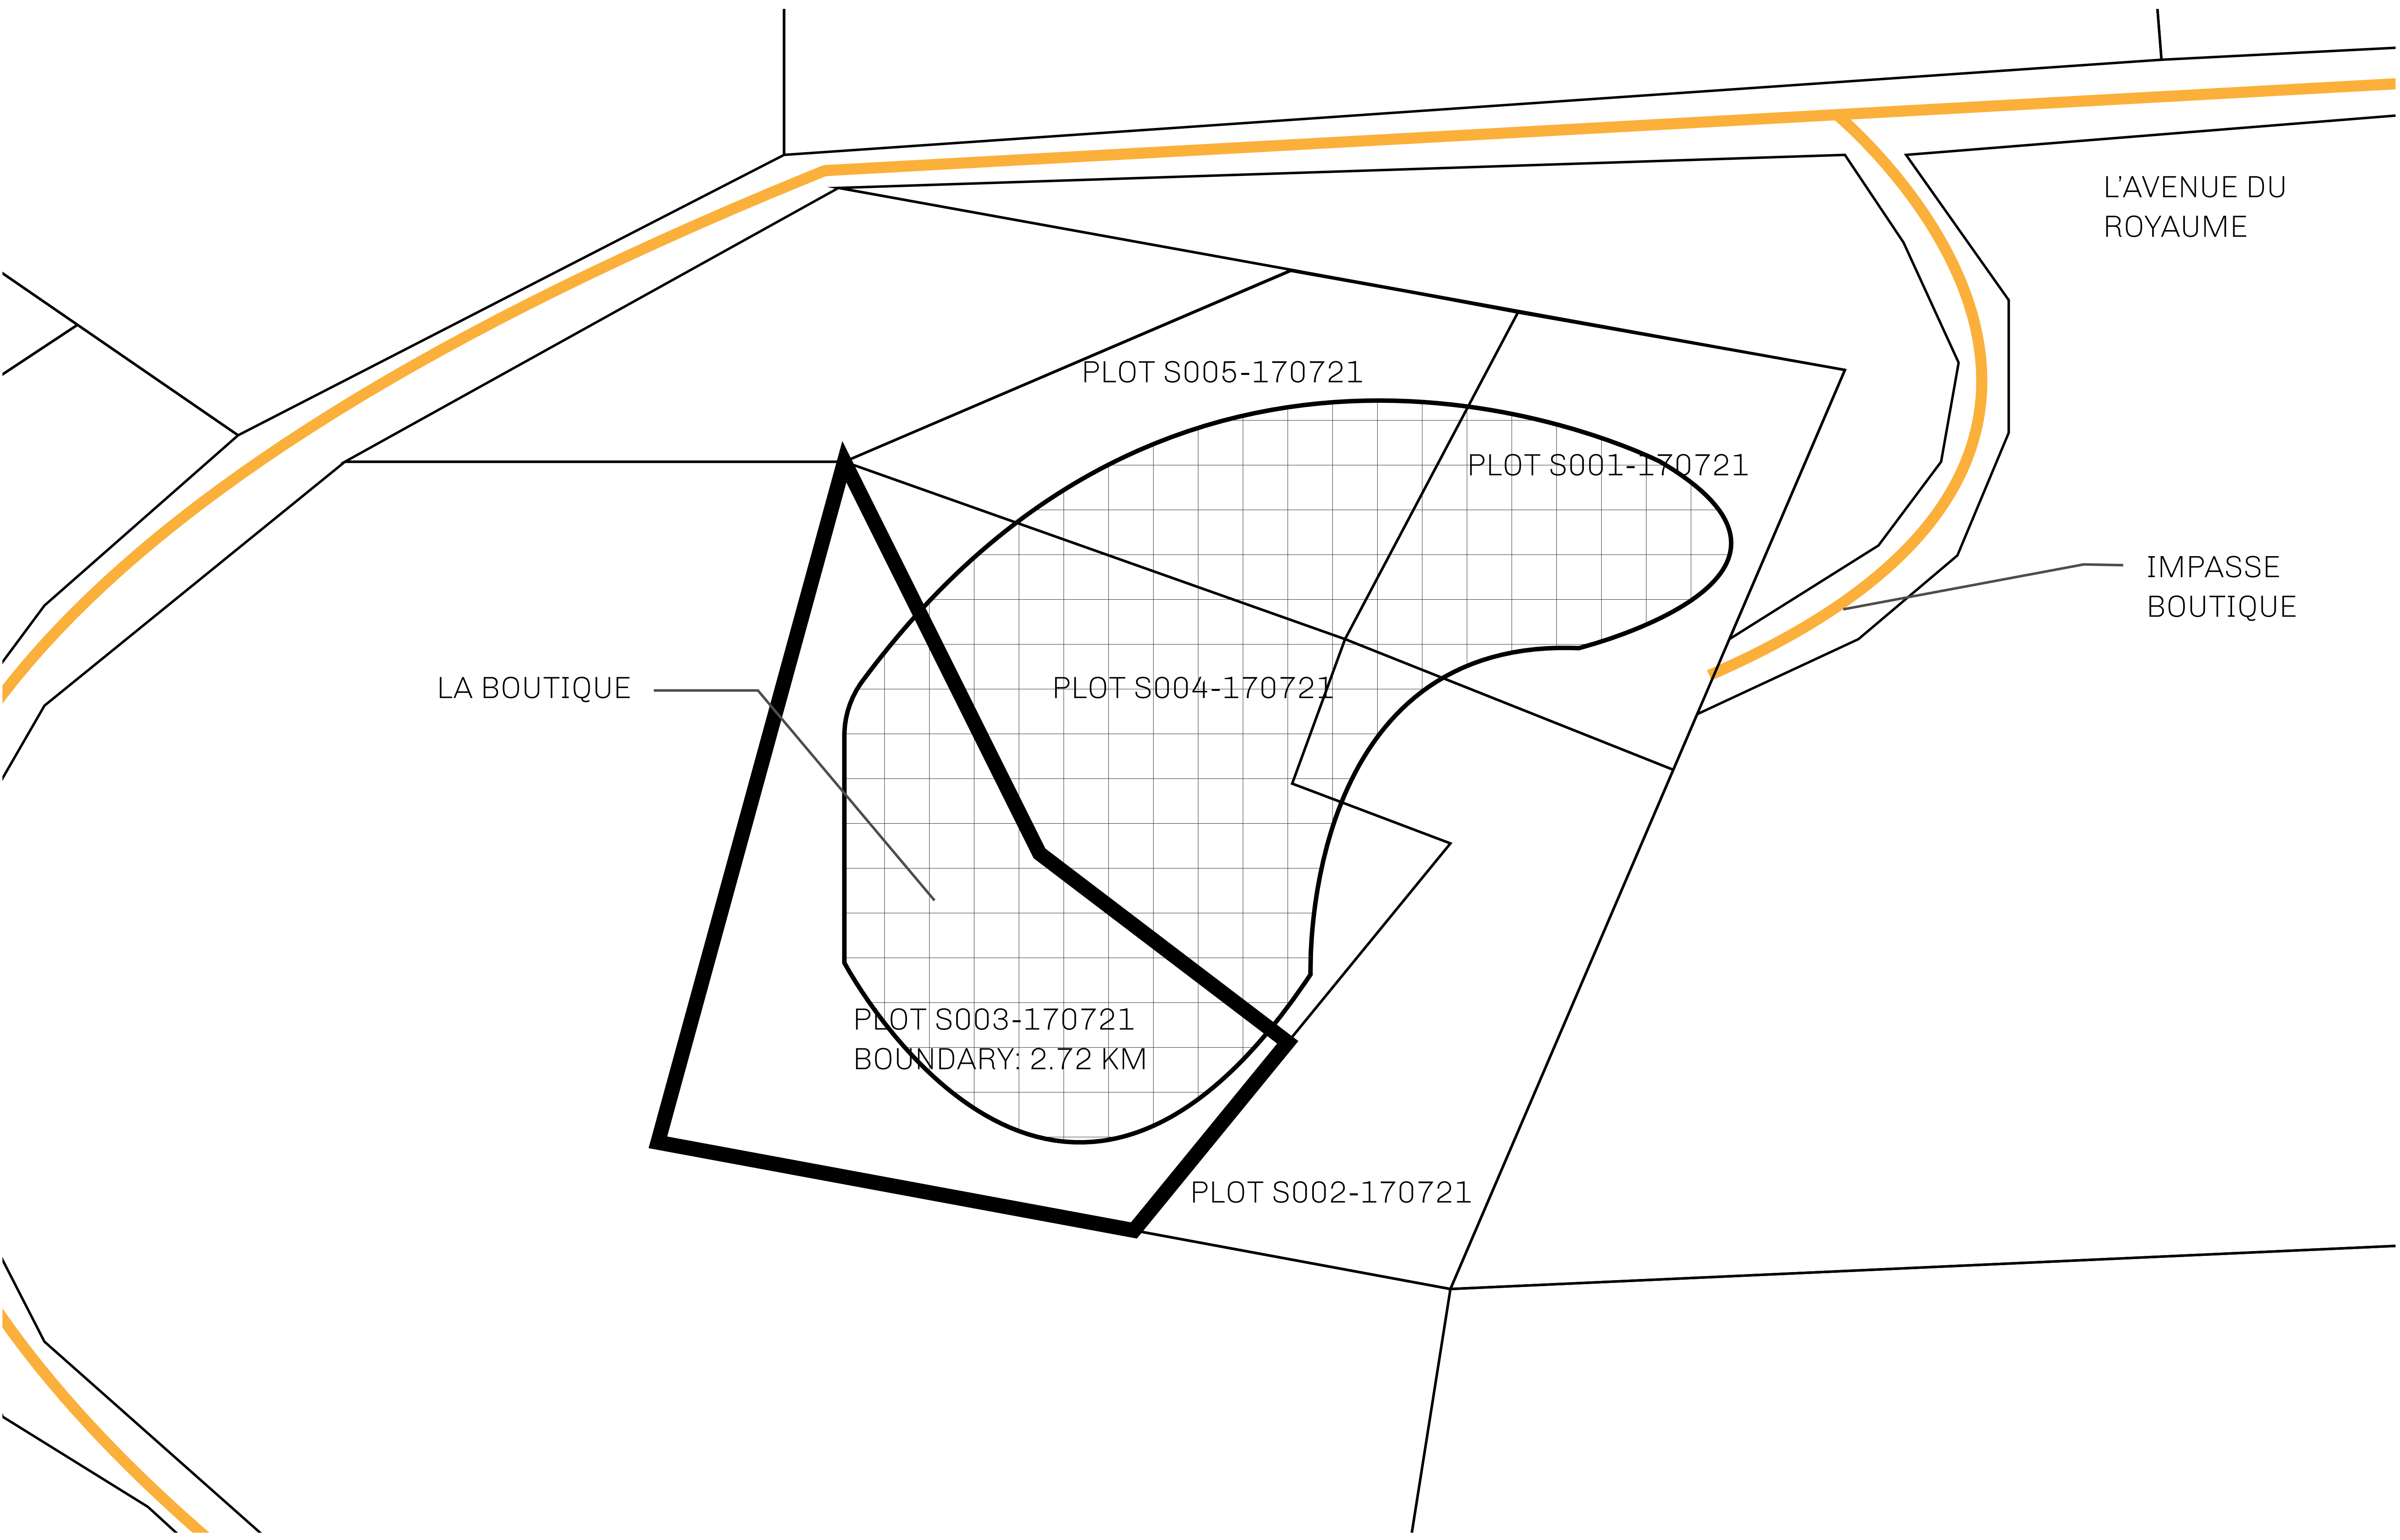 L’AVENUE DU
ROYAUME
PLOT S005-170721
PLOT S001-170721
IMPASSE
BOUTIQUE
LA BOUTIQUE
PLOT S004-170721
PLOT S003-170721
BOUNDARY: 2.72 KM
PLOT S002-170721